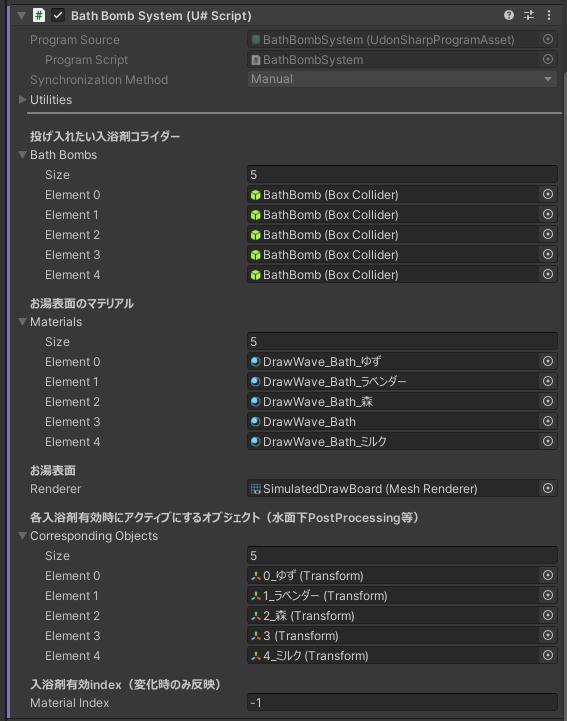 Bath Bomb System (U# Script)
Program Source BathBombSystem (UdonSharpProgramAsset)
Program Script BathBombSystem
Synchronization Method Manual
Utilities
投げ入れたい入浴剤コライダー
Bath Bombs
Size 5
Element 0 BathBomb (Box Collider)
Element 1 BathBomb (Box Collider)
Element 2 BathBomb (Box Collider)
Element 3 BathBomb (Box Collider)
Element 4 BathBomb (Box Collider)
お湯表面のマテリアル
Materials
Size 5
Element 0 DrawWave_Bath_ゆず
Element 1 DrawWave_Bath_ラベンダー
Element 2 DrawWave_Bath_森
Element 3 DrawWave_Bath
Element 4 DrawWave_Bath_ミルク
お湯表面
Renderer SimulatedDrawBoard (Mesh Renderer)
各入浴剤有効時にアクティブにするオブジェクト（水面下PostProcessing等）
Corresponding Objects
Size 5
Element 0 0_ゆず (Transform)
Element 1 1_ラベンダー (Transform)
Element 2 2_森 (Transform)
Element 3 3 (Transform)
Element 4 4_ミルク (Transform)
入浴剤有効index（変化時のみ反映）
Material Index -1